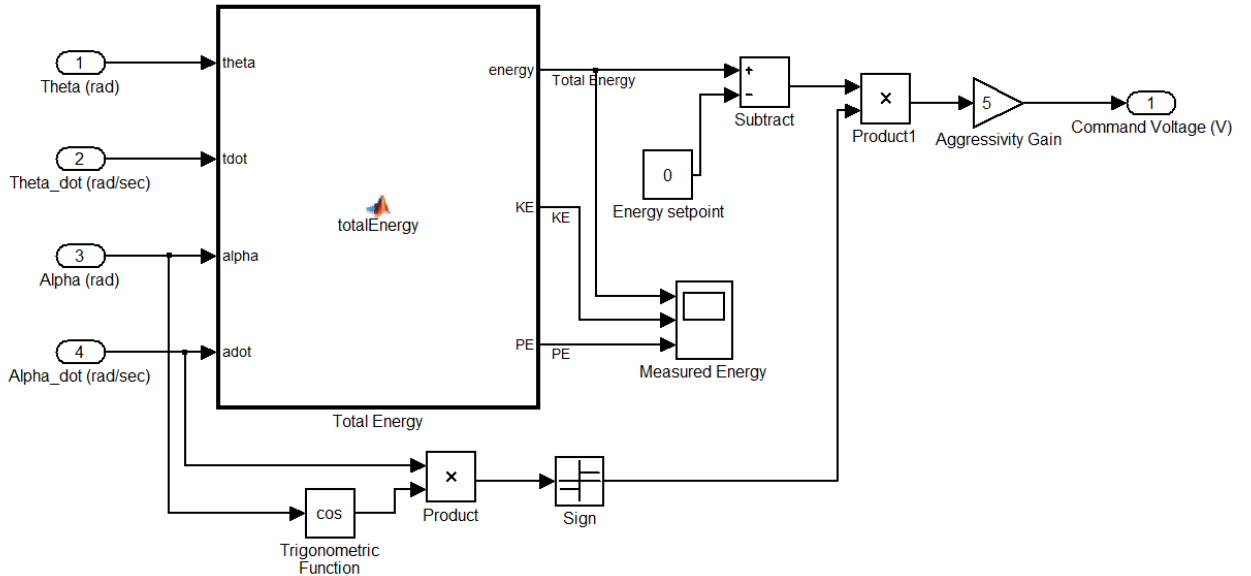 1
Theta (rad)
theta
energy
Total Energy
+
-
Subtract
×
Product1
5
Aggressivity Gain
1
Command Voltage (V)
2
Theta_dot (rad/sec)
tdot
0
Energy setpoint
totalEnergy
KE
KE
3
Alpha (rad)
alpha
4
Alpha_dot (rad/sec)
adot
PE
PE
Measured Energy
Total Energy
×
Product
Sign
cos
Trigonometric
Function